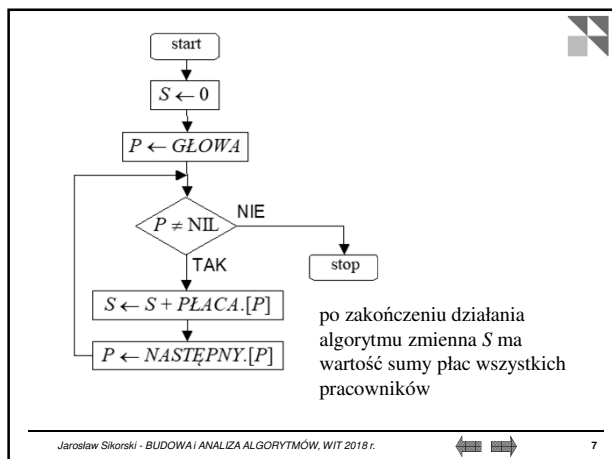 start
S ← 0
P ← GŁOWA
P ≠ NIL
NIE
TAK
stop
S ← S + PŁACA.[P]
P ← NASTĘPNY.[P]
po zakończeniu działania
algorytmu zmienna S ma
wartość sumy płac wszystkich
pracowników
Jarosław Sikorski - BUDOWA i ANALIZA ALGORYTMÓW, WIT 2018 r.
7